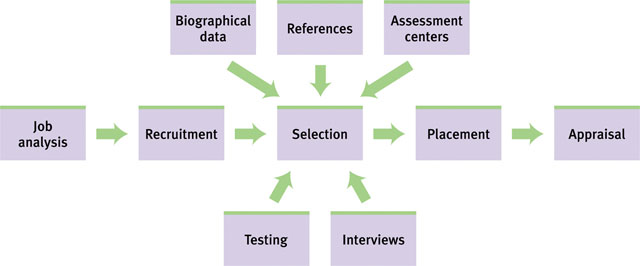 Biographical
data
References
Assessment
centers
Job
analysis
Recruitment
Selection
Placement
Appraisal
Testing
Interviews